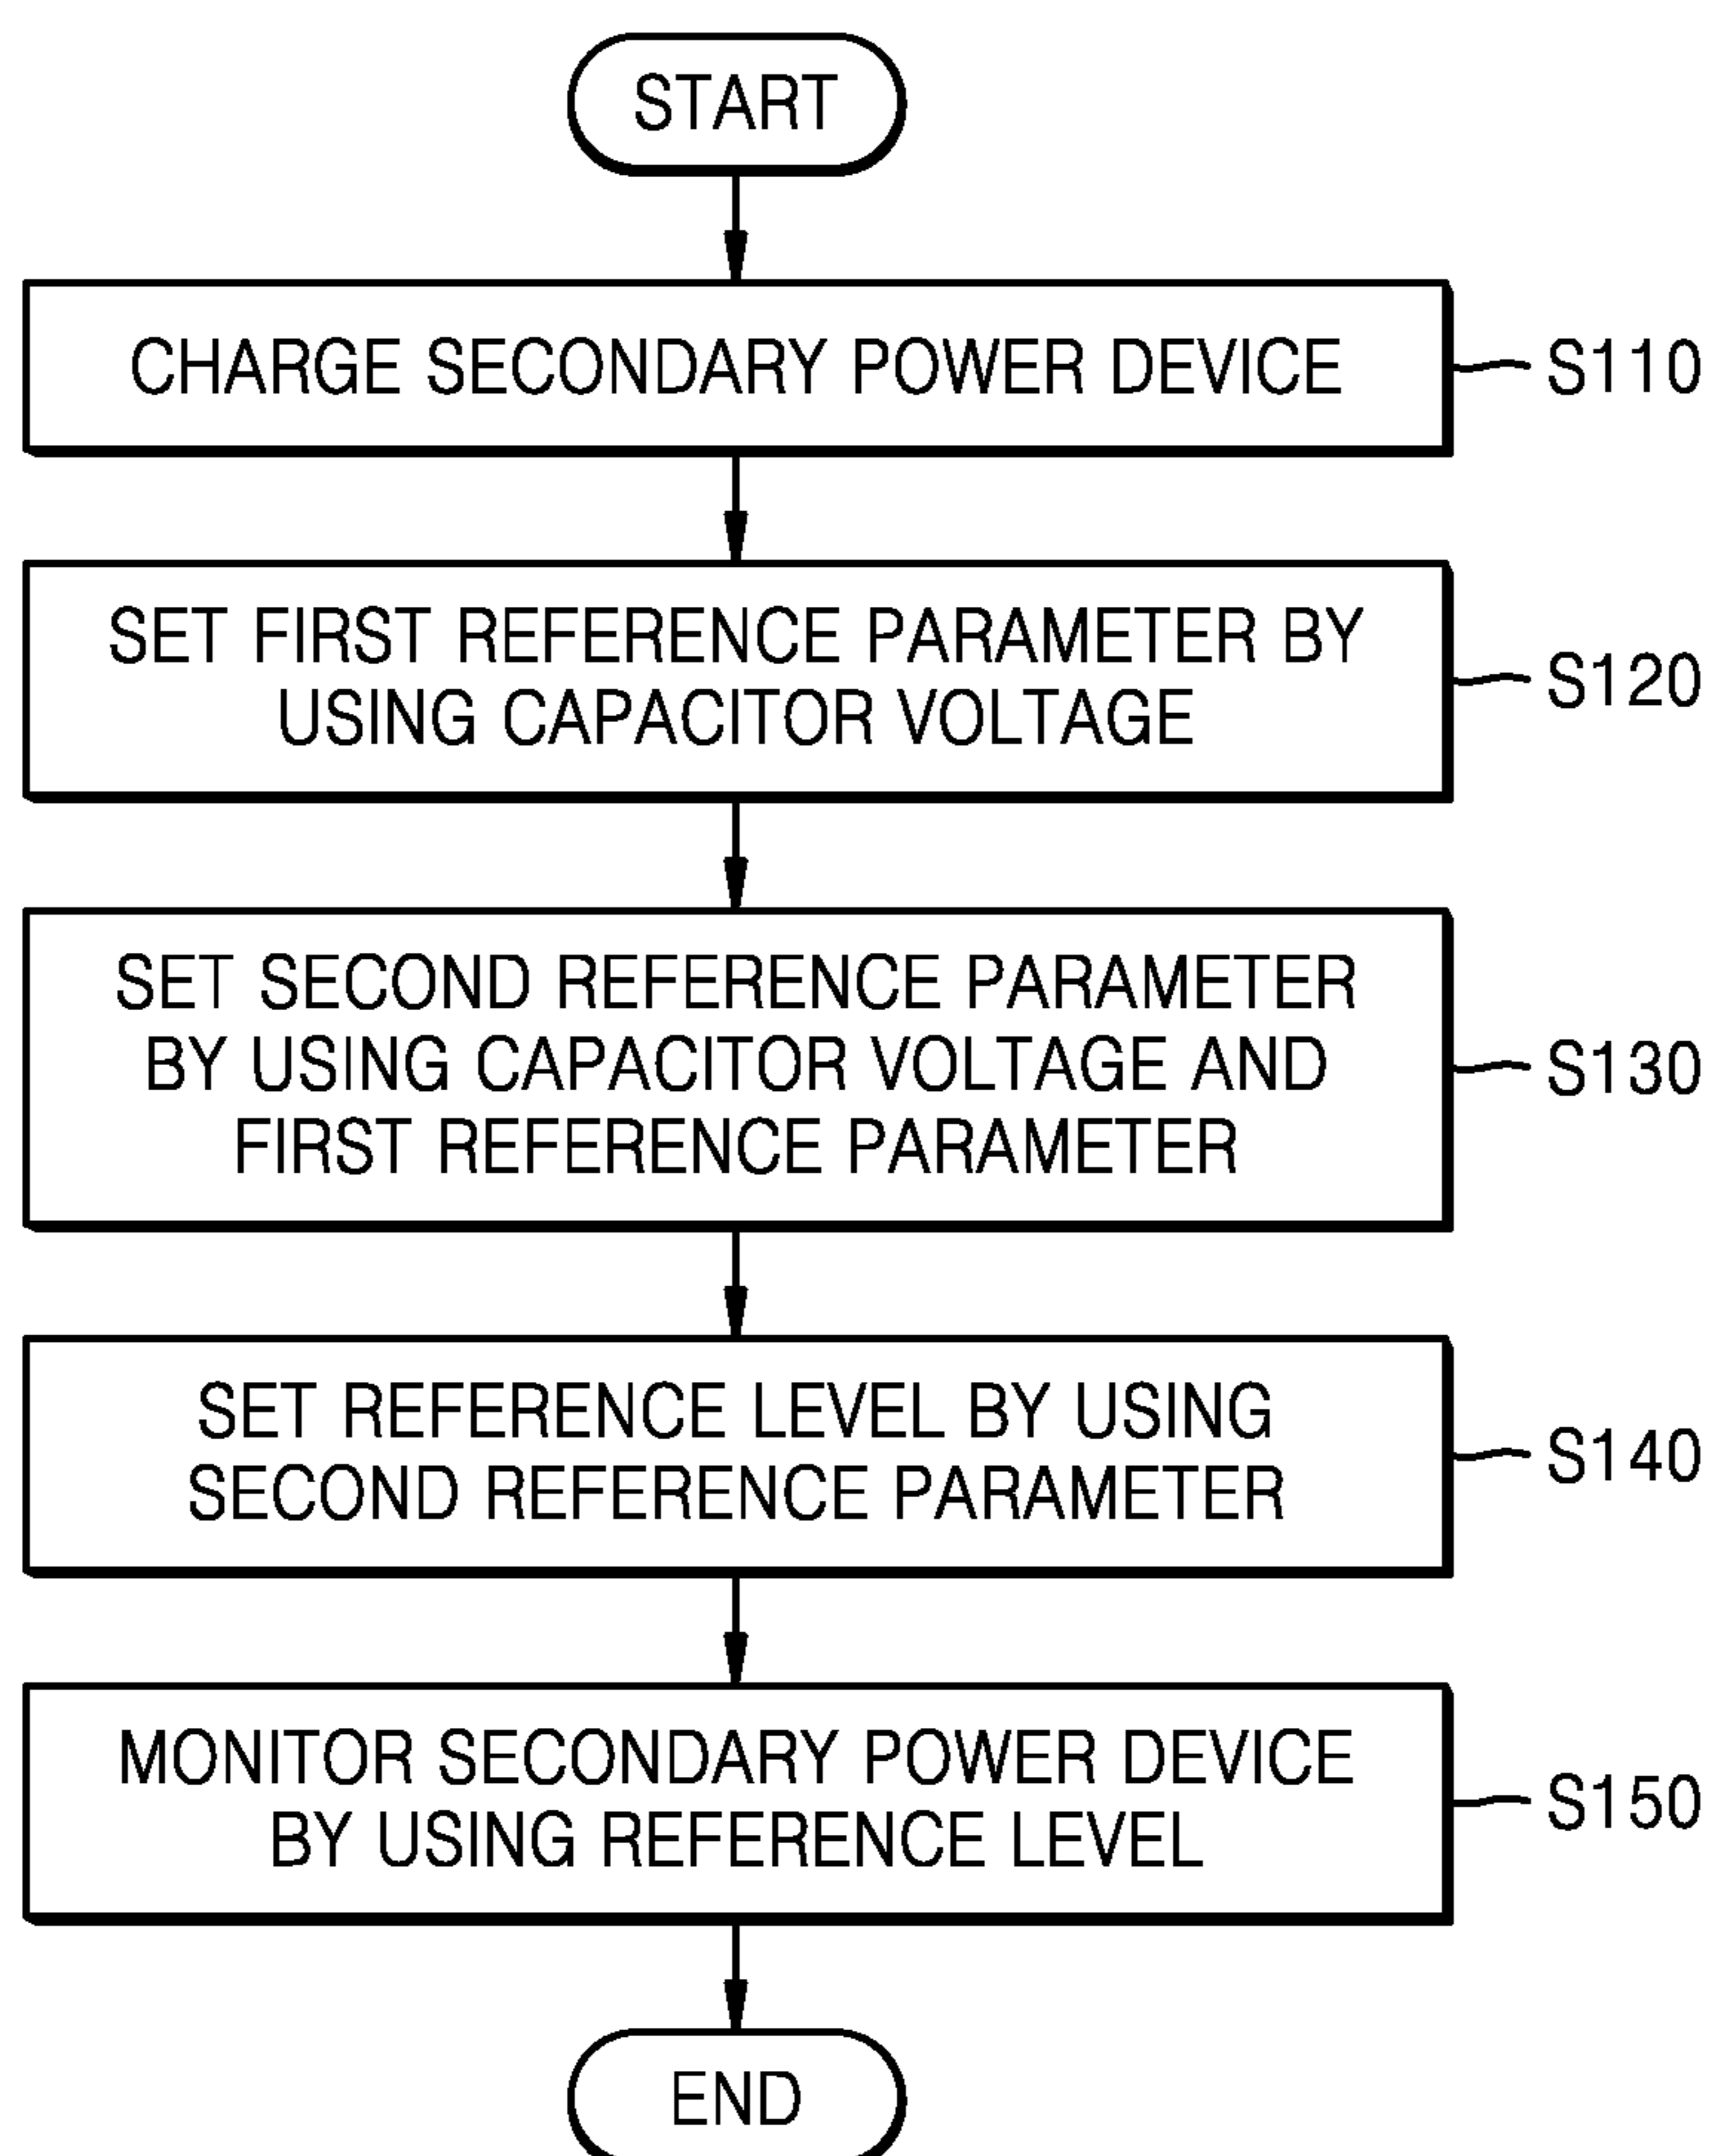 START
CHARGE SECONDARY POWER DEVICE
S110
SET FIRST REFERENCE PARAMETER BY
USING CAPACITOR VOLTAGE
S120
SET SECOND REFERENCE PARAMETER
BY USING CAPACITOR VOLTAGE AND
FIRST REFERENCE PARAMETER
S130
SET REFERENCE LEVEL BY USING
SECOND REFERENCE PARAMETER
S140
MONITOR SECONDARY POWER DEVICE
BY USING REFERENCE LEVEL
S150
END